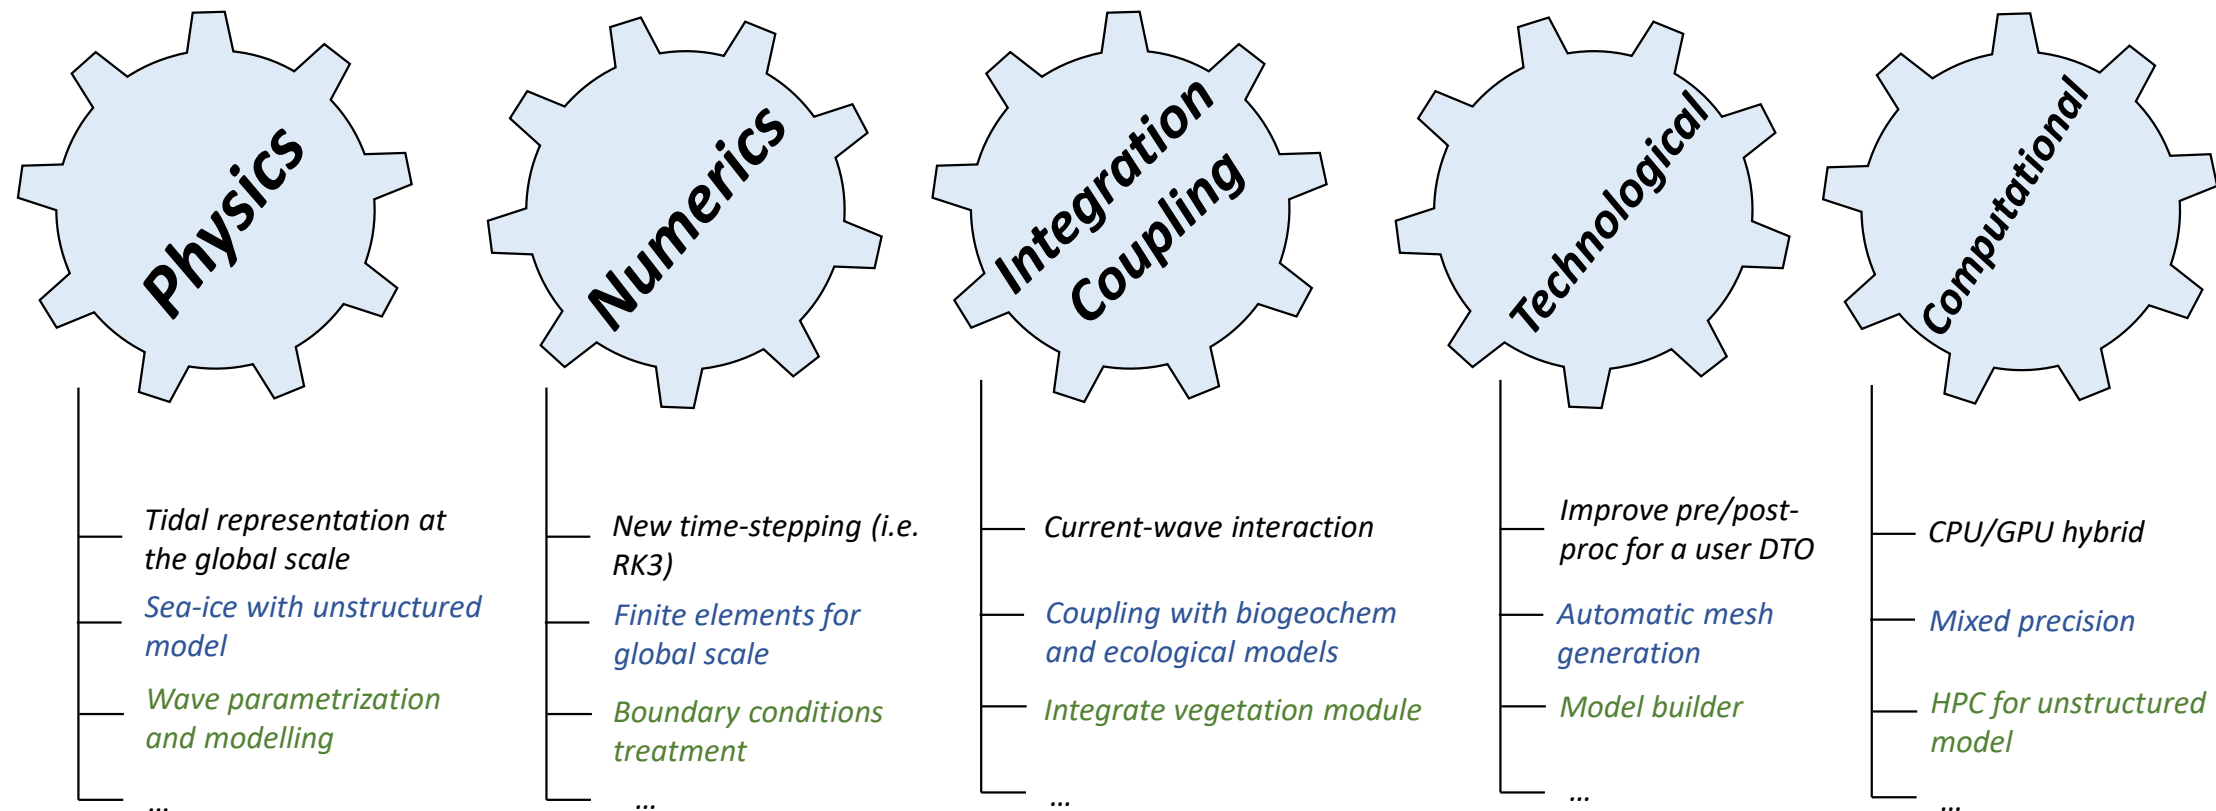 Physics
Tidal representation at
the global scale
Sea-ice with unstructured
model
Wave parametrization
and modelling
…
Numerics
New time-stepping (i.e.
RK3)
Finite elements for
global scale
Boundary conditions
treatment
…
Integration
Coupling
Current-wave interaction
Coupling with biogeochem
and ecological models
Integrate vegetation module
…
Technological
Improve pre/post-
proc for a user DTO
Automatic mesh
generation
Model builder
…
Computational
CPU/GPU hybrid
Mixed precision
HPC for unstructured
model
…